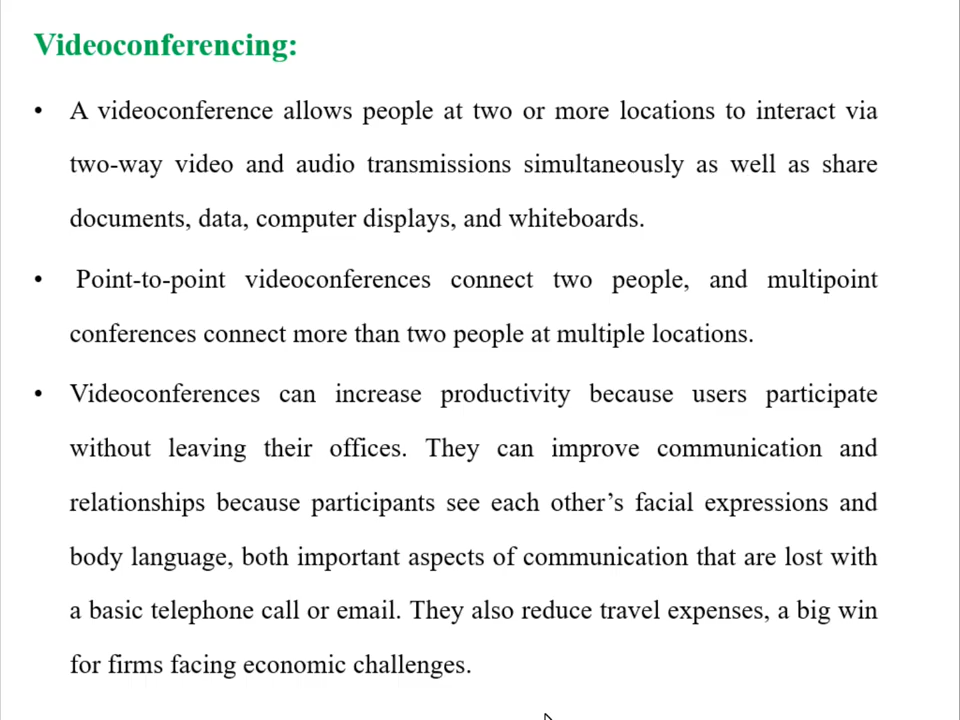 Videoconferencing:
• A videoconference allows people at two or more locations to interact via
two-way video and audio transmissions simultaneously as well as share
documents, data, computer displays, and whiteboards.
• Point-to-point videoconferences connect two people, and multipoint
conferences connect more than two people at multiple locations.
• Videoconferences can increase productivity because users participate
without leaving their offices. They can improve communication and
relationships because participants see each other’s facial expressions and
body language, both important aspects of communication that are lost with
a basic telephone call or email. They also reduce travel expenses, a big win
for firms facing economic challenges.